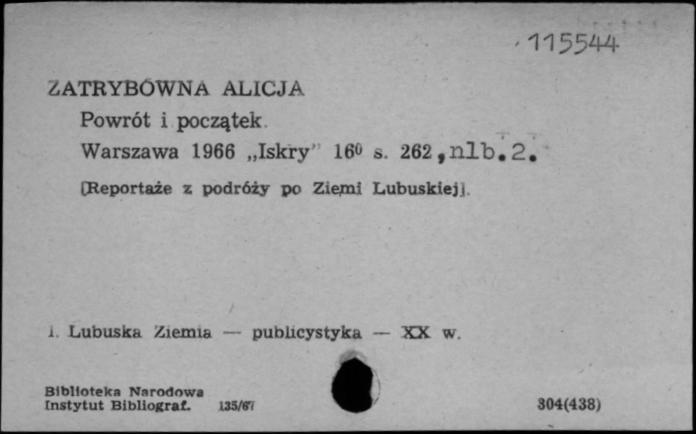 115544
ZATRYBÓWNA ALICJA
Powrót i początek.
Warszawa 1966 „Iskry” 16⁰ s. 262, nlb. 2.
[Reportaże z podróży po Ziemi Lubuskiej].
1. Lubuska Ziemia — publicystyka — XX w.
Biblioteka Narodowa
Instytut Bibliograf. 135/67 304(438)